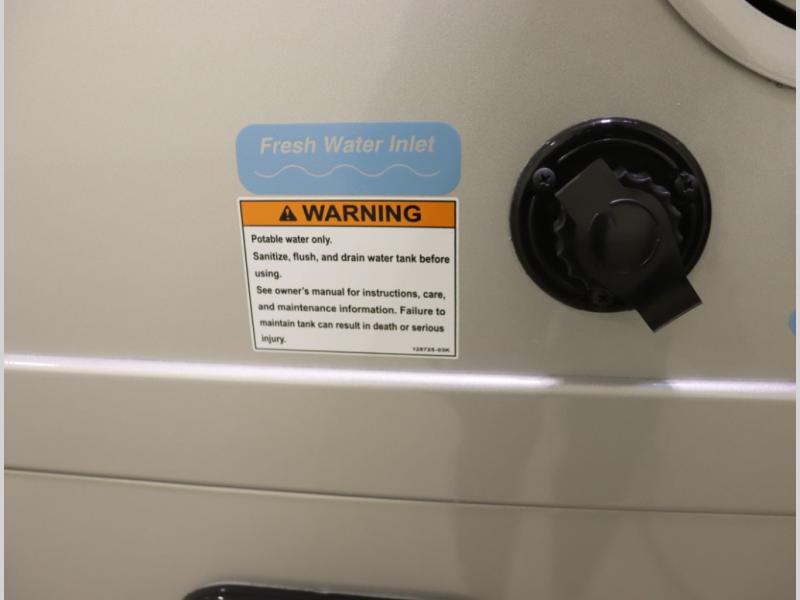 Fresh Water Inlet
WARNING
Potable water only.
Sanitize, flush, and drain water tank before
using.
See owner's manual for instructions, care,
and maintenance information. Failure to
maintain tank can result in death or serious
injury.
128725-03K